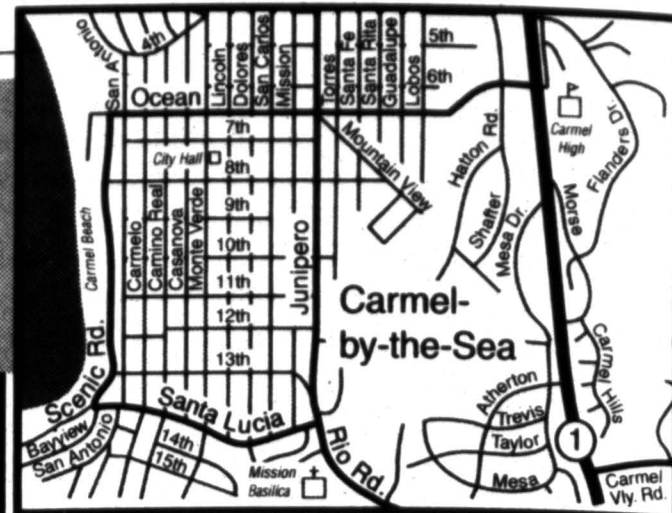 San Antonio
4th
Lincoln
Dolores
San Carlos
Mission
Torres
Santa Fe
Santa Rita
Guadalupe
Lobos
5th
6th
Ocean
7th
City Hall
8th
Mountain View
Hatton Rd.
Carmel
High
Flanders Dr.
Shafter
Mesa Dr.
Morse
Carmel Beach
Carmelo
Camino Real
Casanova
Monte Verde
9th
10th
11th
12th
13th
Junipero
Carmel-
by-the-Sea
Scenic Rd.
Santa Lucia
Bayview
San Antonio
14th
15th
Mission
Basilica
Rio Rd.
Atherton
Trevis
Taylor
Mesa
Carmel Hills
1
Carmel
Vly. Rd.